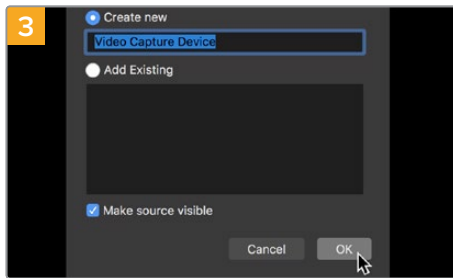 3
Create new
Video Capture Device
Add Existing
Make source visible
Cancel OK